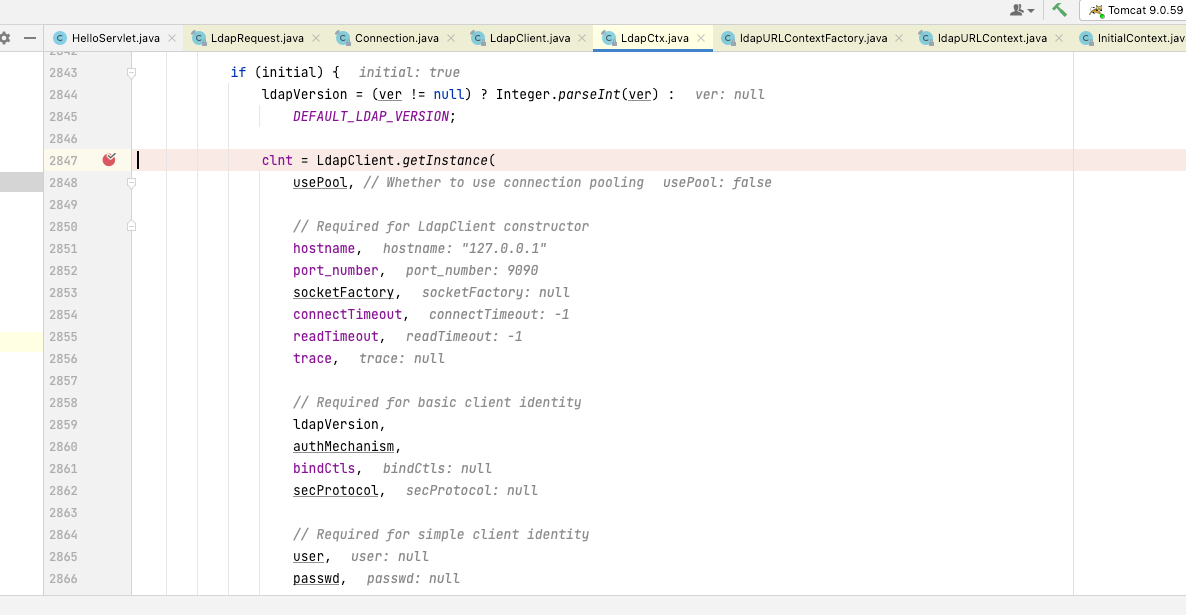 Tomcat 9.0.59
HelloServlet.java LdapRequest.java Connection.java LdapClient.java LdapCtx.java ldapURLContextFactory.java ldapURLContext.java InitialContext.jav
2842
2843 if (initial) { initial: true
2844 ldapVersion = (ver != null) ? Integer.parseInt(ver) : ver: null
2845 DEFAULT_LDAP_VERSION;
2846
2847 clnt = LdapClient.getInstance(
2848 usePool, // Whether to use connection pooling usePool: false
2849
2850 // Required for LdapClient constructor
2851 hostname, hostname: "127.0.0.1"
2852 port_number, port_number: 9090
2853 socketFactory, socketFactory: null
2854 connectTimeout, connectTimeout: -1
2855 readTimeout, readTimeout: -1
2856 trace, trace: null
2857
2858 // Required for basic client identity
2859 ldapVersion,
2860 authMechanism,
2861 bindCtls, bindCtls: null
2862 secProtocol, secProtocol: null
2863
2864 // Required for simple client identity
2865 user, user: null
2866 passwd, passwd: null